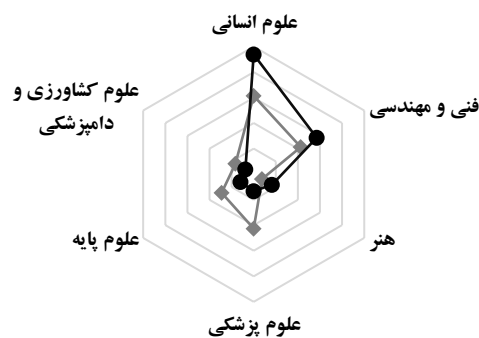 علوم انسانی
فنی و مهندسی
هنر
علوم پزشکی
علوم پایه
علوم کشاورزی و
دامپزشکی